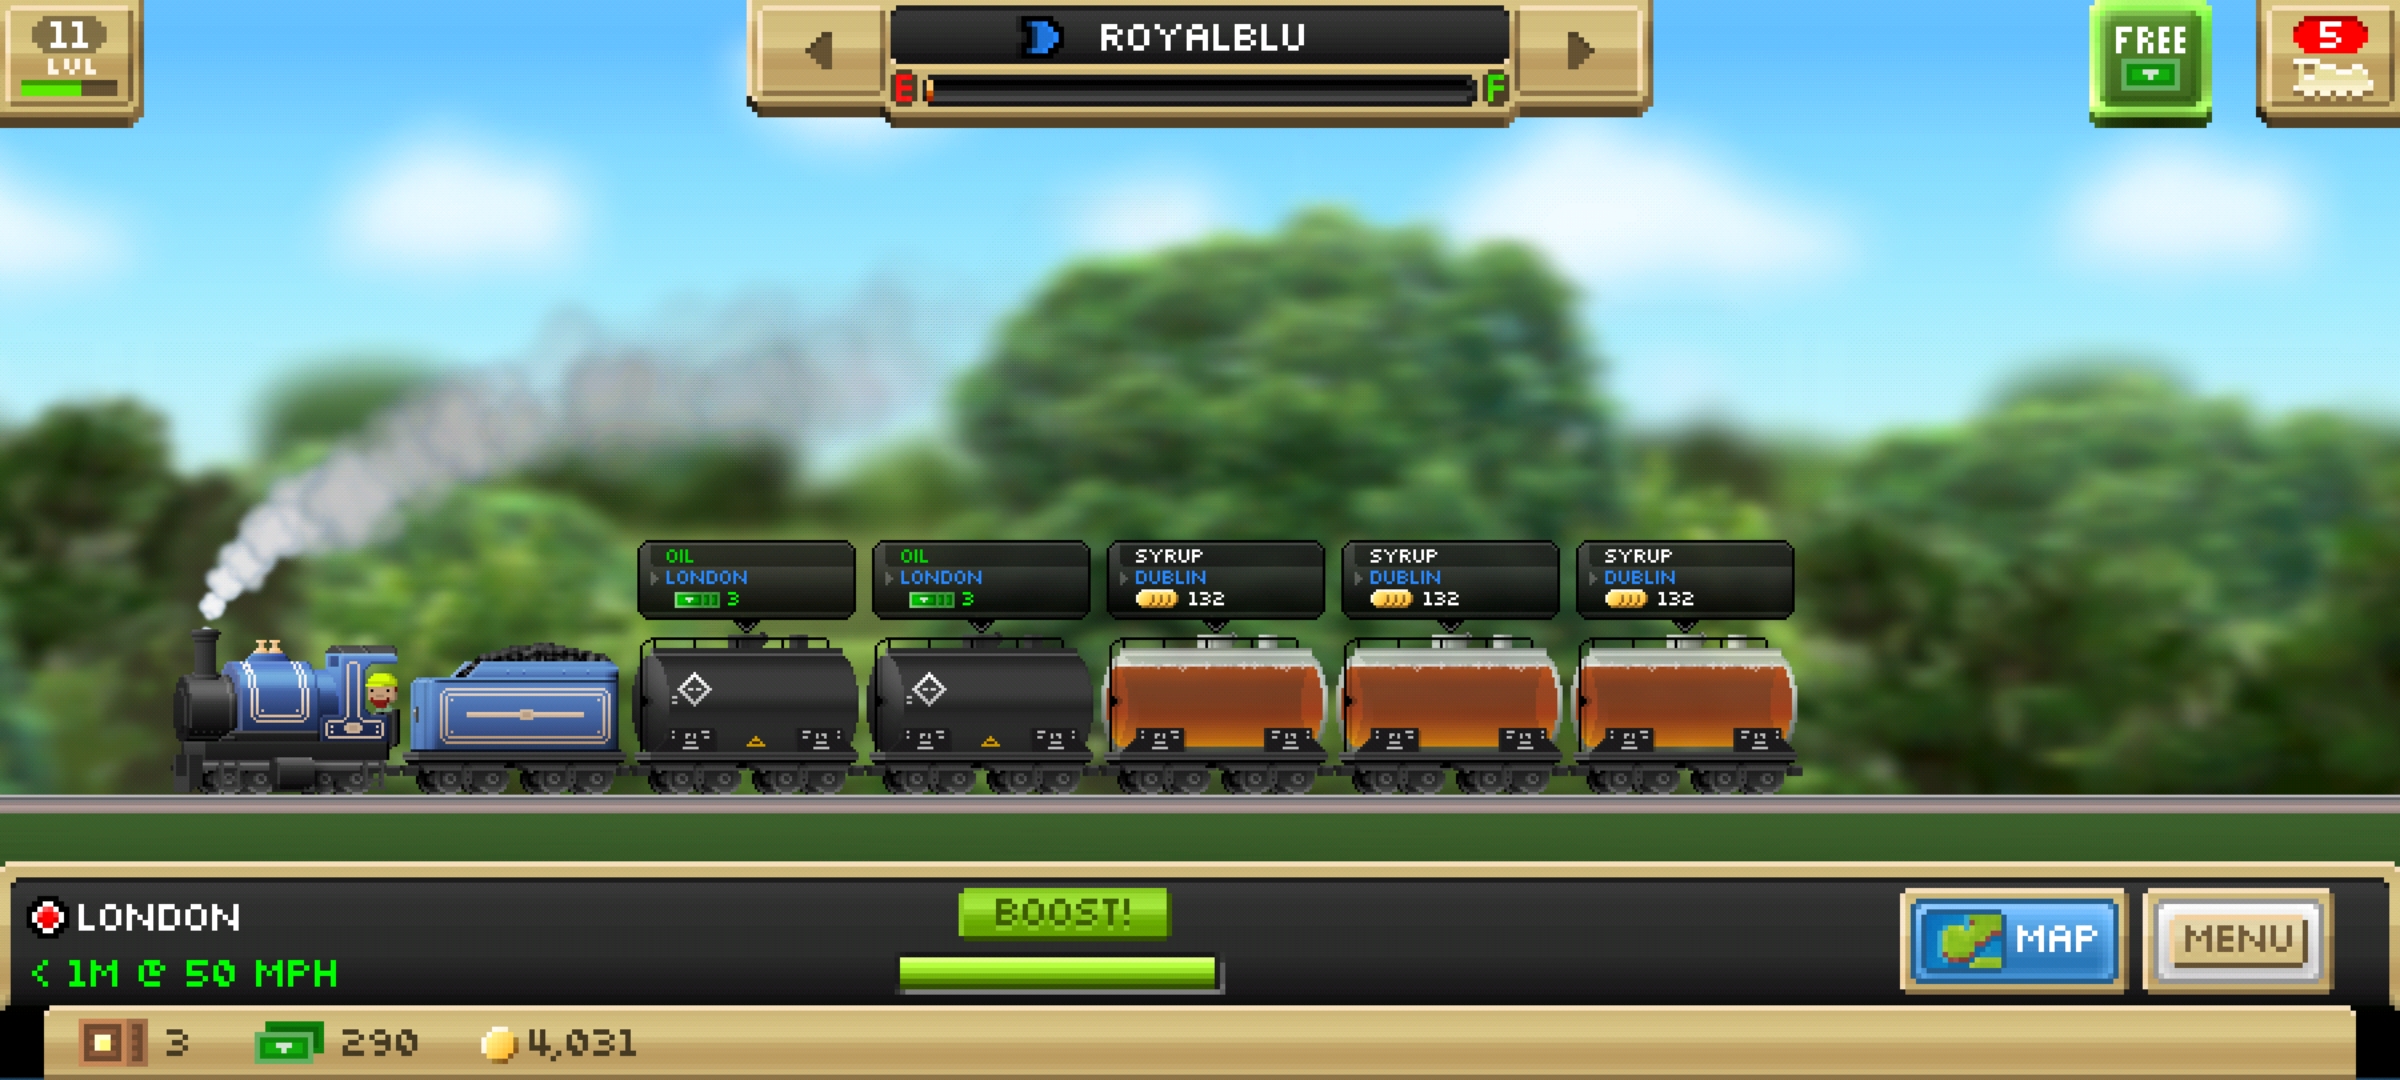 11
LVL
ROYALBLU
E F
FREE
5
OIL
LONDON
3
OIL
LONDON
3
SYRUP
DUBLIN
132
SYRUP
DUBLIN
132
SYRUP
DUBLIN
132
LONDON
< 1M @ 50 MPH
BOOST!
MAP
MENU
3
290
4,031